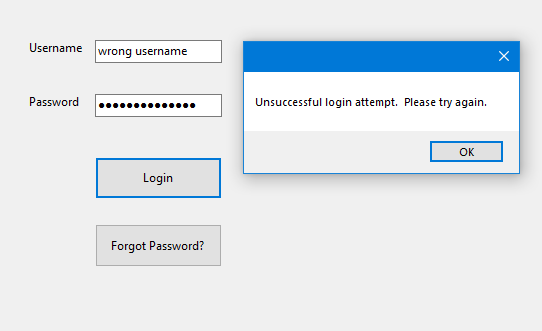 Username
wrong username
Password
●●●●●●●●●●●●●●
Unsuccessful login attempt.  Please try again.
OK
Login
Forgot Password?